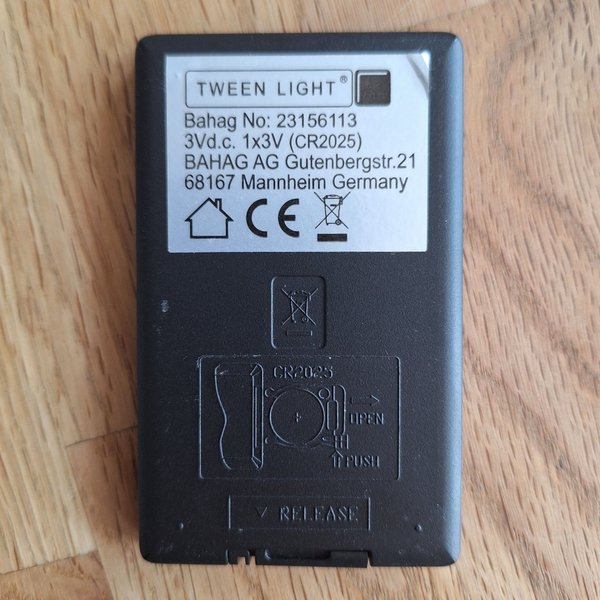 TWEEN LIGHT®
Bahag No: 23156113
3Vd.c. 1x3V (CR2025)
BAHAG AG Gutenbergstr.21
68167 Mannheim Germany
CE
CR2025
OPEN
PUSH
RELEASE